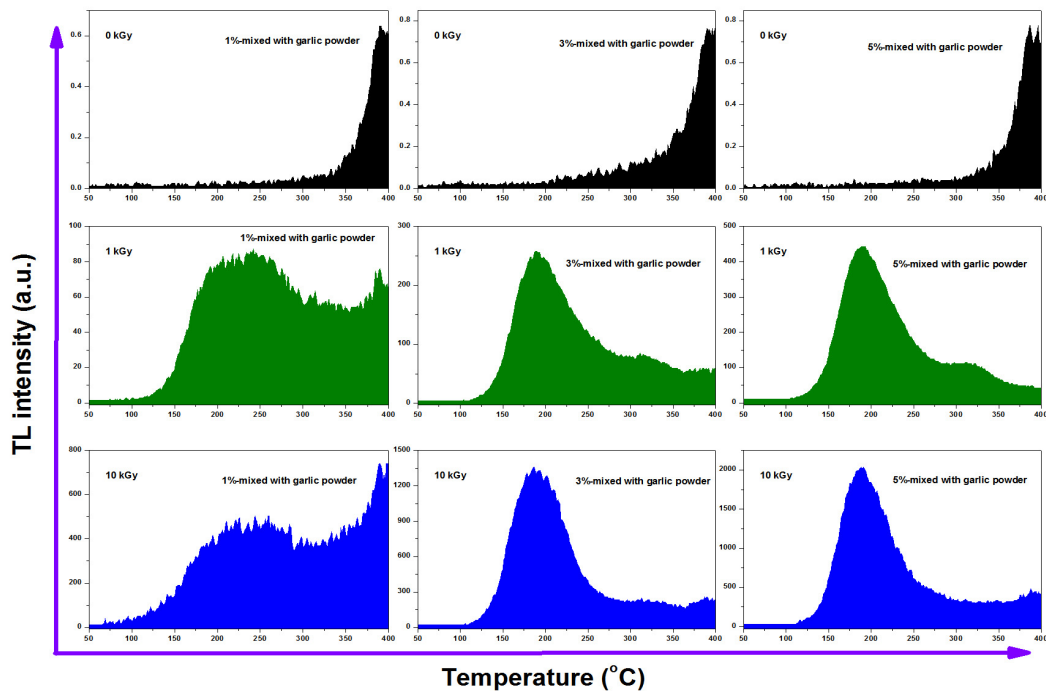 0 kGy
1%-mixed with garlic powder
0.6
0.4
0.2
0.0
50 100 150 200 250 300 350 400
0 kGy
3%-mixed with garlic powder
0.8
0.6
0.4
0.2
0.0
50 100 150 200 250 300 350 400
0 kGy
5%-mixed with garlic powder
0.8
0.6
0.4
0.2
0.0
50 100 150 200 250 300 350 400
1 kGy
1%-mixed with garlic powder
100
80
60
40
20
0
50 100 150 200 250 300 350 400
1 kGy
3%-mixed with garlic powder
300
200
100
0
50 100 150 200 250 300 350 400
1 kGy
5%-mixed with garlic powder
500
400
300
200
100
0
50 100 150 200 250 300 350 400
10 kGy
1%-mixed with garlic powder
800
600
400
200
0
50 100 150 200 250 300 350 400
10 kGy
3%-mixed with garlic powder
1500
1200
900
600
300
0
50 100 150 200 250 300 350 400
10 kGy
5%-mixed with garlic powder
2000
1500
1000
500
0
50 100 150 200 250 300 350 400
TL intensity (a.u.)
Temperature (°C)